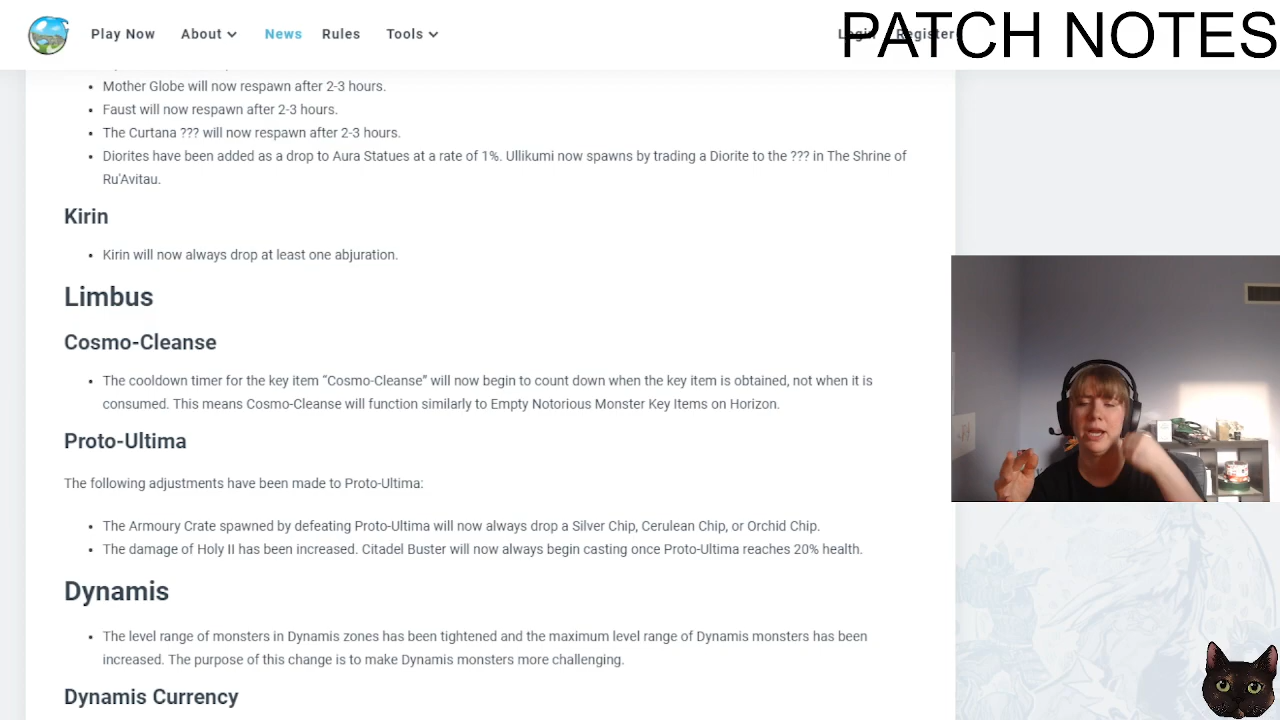 Play Now About News Rules Tools Login Register
PATCH NOTES
Mother Globe will now respawn after 2-3 hours.
Faust will now respawn after 2-3 hours.
The Curtana ??? will now respawn after 2-3 hours.
Diorites have been added as a drop to Aura Statues at a rate of 1%. Ullikumi now spawns by trading a Diorite to the ??? in The Shrine of
Ru'Avitau.
Kirin
Kirin will now always drop at least one abjuration.
Limbus
Cosmo-Cleanse
The cooldown timer for the key item “Cosmo-Cleanse” will now begin to count down when the key item is obtained, not when it is
consumed. This means Cosmo-Cleanse will function similarly to Empty Notorious Monster Key Items on Horizon.
Proto-Ultima
The following adjustments have been made to Proto-Ultima:
The Armoury Crate spawned by defeating Proto-Ultima will now always drop a Silver Chip, Cerulean Chip, or Orchid Chip.
The damage of Holy II has been increased. Citadel Buster will now always begin casting once Proto-Ultima reaches 20% health.
Dynamis
The level range of monsters in Dynamis zones has been tightened and the maximum level range of Dynamis monsters has been
increased. The purpose of this change is to make Dynamis monsters more challenging.
Dynamis Currency